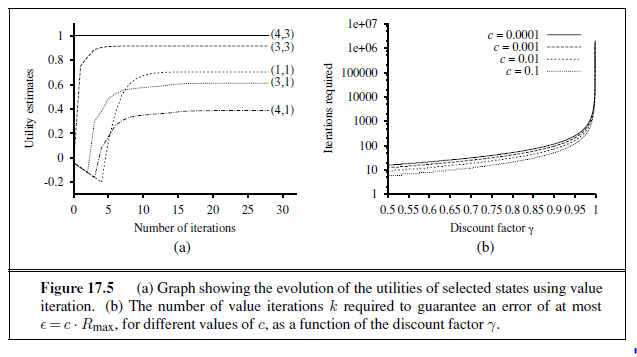 Utility estimates
1
0.8
0.6
0.4
0.2
0
-0.2
(4,3)
(3,3)
(1,1)
(3,1)
(4,1)
0 5 10 15 20 25 30
Number of iterations
(a)
Iterations required
1e+07
1e+06
100000
10000
1000
100
10
1
c = 0.0001
c = 0.001
c = 0.01
c = 0.1
0.5 0.55 0.6 0.65 0.7 0.75 0.8 0.85 0.9 0.95 1
Discount factor γ
(b)
Figure 17.5 (a) Graph showing the evolution of the utilities of selected states using value
iteration. (b) The number of value iterations k required to guarantee an error of at most
ϵ = c · Rmax, for different values of c, as a function of the discount factor γ.